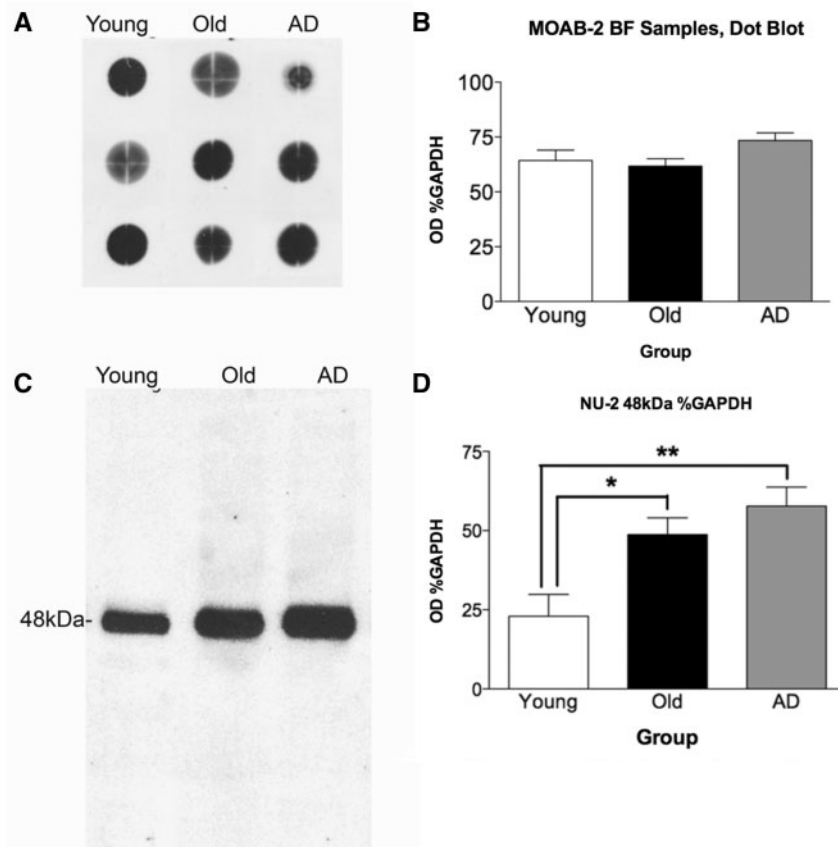 A
Young Old AD
B
MOAB-2 BF Samples, Dot Blot
OD %GAPDH
100
75
50
25
0
Young Old AD
Group
C
Young Old AD
48kDa-
D
NU-2 48kDa %GAPDH
OD %GAPDH
75
50
25
0
**
*
Young Old AD
Group